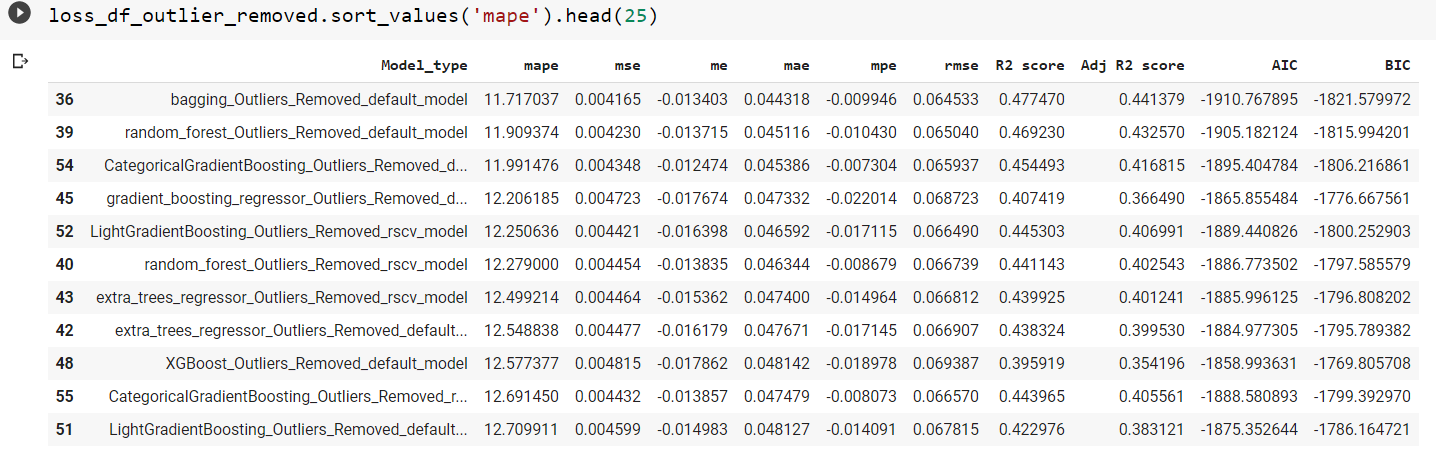 loss_df_outlier_removed.sort_values('mape').head(25)
Model_type mape mse me mae mpe rmse R2 score Adj R2 score AIC BIC
36 bagging_Outliers_Removed_default_model 11.717037 0.004165 -0.013403 0.044318 -0.009946 0.064533 0.477470 0.441379 -1910.767895 -1821.579972
39 random_forest_Outliers_Removed_default_model 11.909374 0.004230 -0.013715 0.045116 -0.010430 0.065040 0.469230 0.432570 -1905.182124 -1815.994201
54 CategoricalGradientBoosting_Outliers_Removed_d... 11.991476 0.004348 -0.012474 0.045386 -0.007304 0.065937 0.454493 0.416815 -1895.404784 -1806.216861
45 gradient_boosting_regressor_Outliers_Removed_d... 12.206185 0.004723 -0.017674 0.047332 -0.022014 0.068723 0.407419 0.366490 -1865.855484 -1776.667561
52 LightGradientBoosting_Outliers_Removed_rscv_model 12.250636 0.004421 -0.016398 0.046592 -0.017115 0.066490 0.445303 0.406991 -1889.440826 -1800.252903
40 random_forest_Outliers_Removed_rscv_model 12.279000 0.004454 -0.013835 0.046344 -0.008679 0.066739 0.441143 0.402543 -1886.773502 -1797.585579
43 extra_trees_regressor_Outliers_Removed_rscv_model 12.499214 0.004464 -0.015362 0.047400 -0.014964 0.066812 0.439925 0.401241 -1885.996125 -1796.808202
42 extra_trees_regressor_Outliers_Removed_default... 12.548838 0.004477 -0.016179 0.047671 -0.017145 0.066907 0.438324 0.399530 -1884.977305 -1795.789382
48 XGBoost_Outliers_Removed_default_model 12.577377 0.004815 -0.017862 0.048142 -0.018978 0.069387 0.395919 0.354196 -1858.993631 -1769.805708
55 CategoricalGradientBoosting_Outliers_Removed_r... 12.691450 0.004432 -0.013857 0.047479 -0.008073 0.066570 0.443965 0.405561 -1888.580893 -1799.392970
51 LightGradientBoosting_Outliers_Removed_default... 12.709911 0.004599 -0.014983 0.048127 -0.014091 0.067815 0.422976 0.383121 -1875.352644 -1786.164721